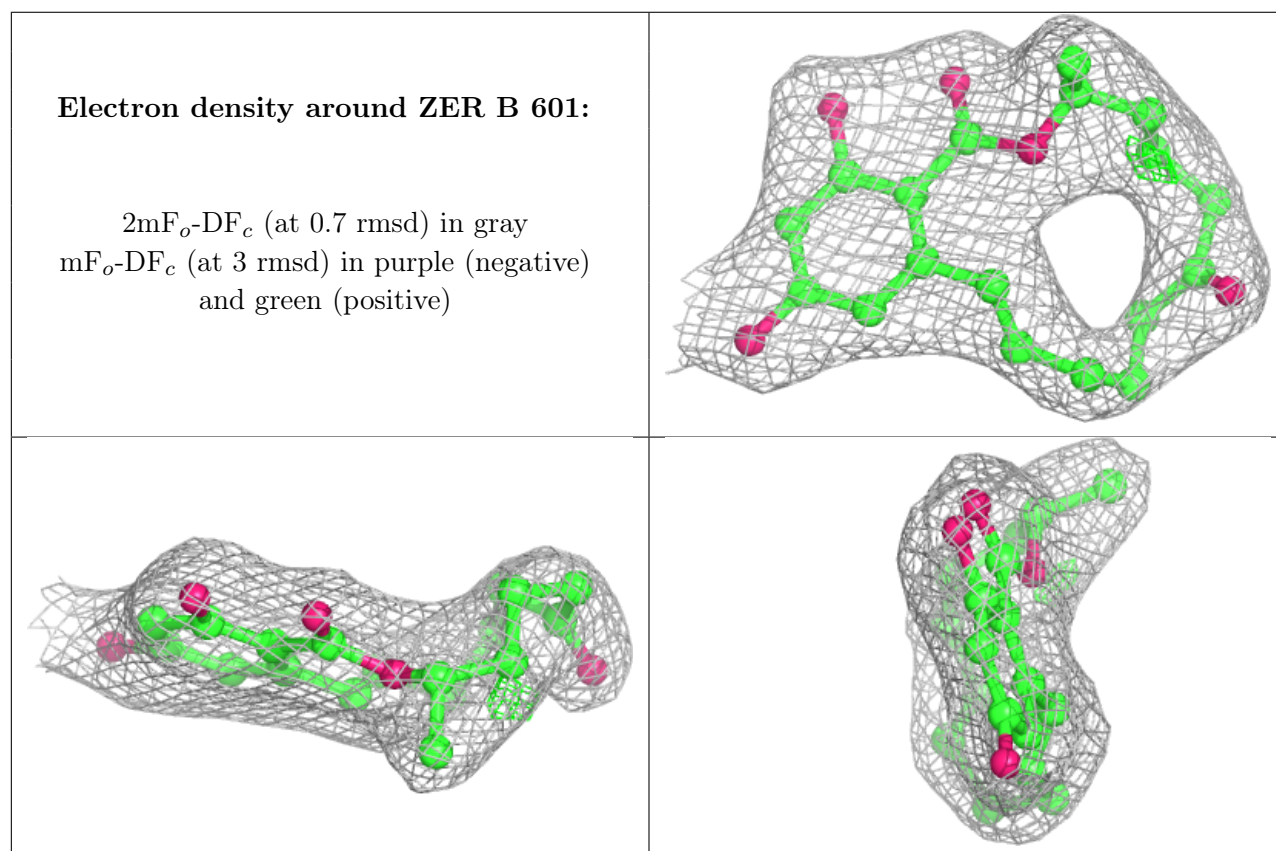 Electron density around ZER B 601:
2mFₒ-DF𝒸 (at 0.7 rmsd) in gray
mFₒ-DF𝒸 (at 3 rmsd) in purple (negative)
and green (positive)